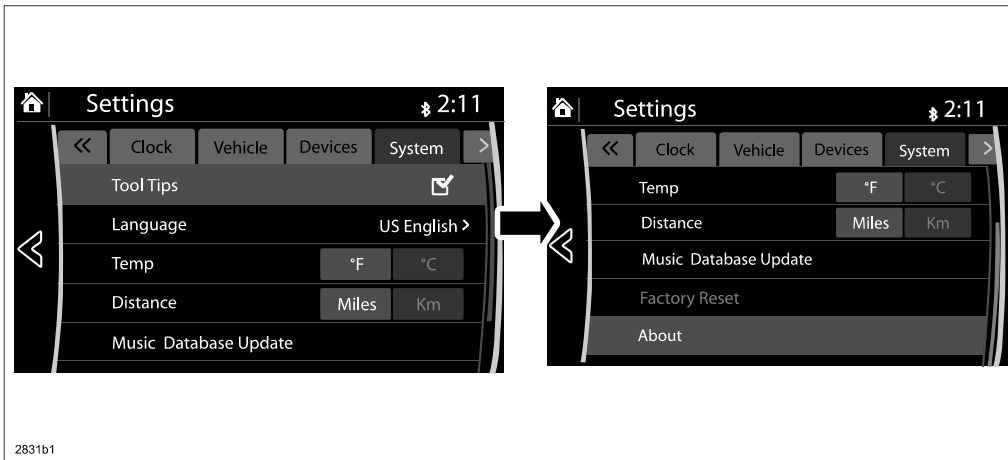 Settings 2:11
« Clock Vehicle Devices System >
Tool Tips
Language US English >
Temp °F °C
Distance Miles Km
Music Database Update
Settings 2:11
« Clock Vehicle Devices System >
Temp °F °C
Distance Miles Km
Music Database Update
Factory Reset
About
2831b1